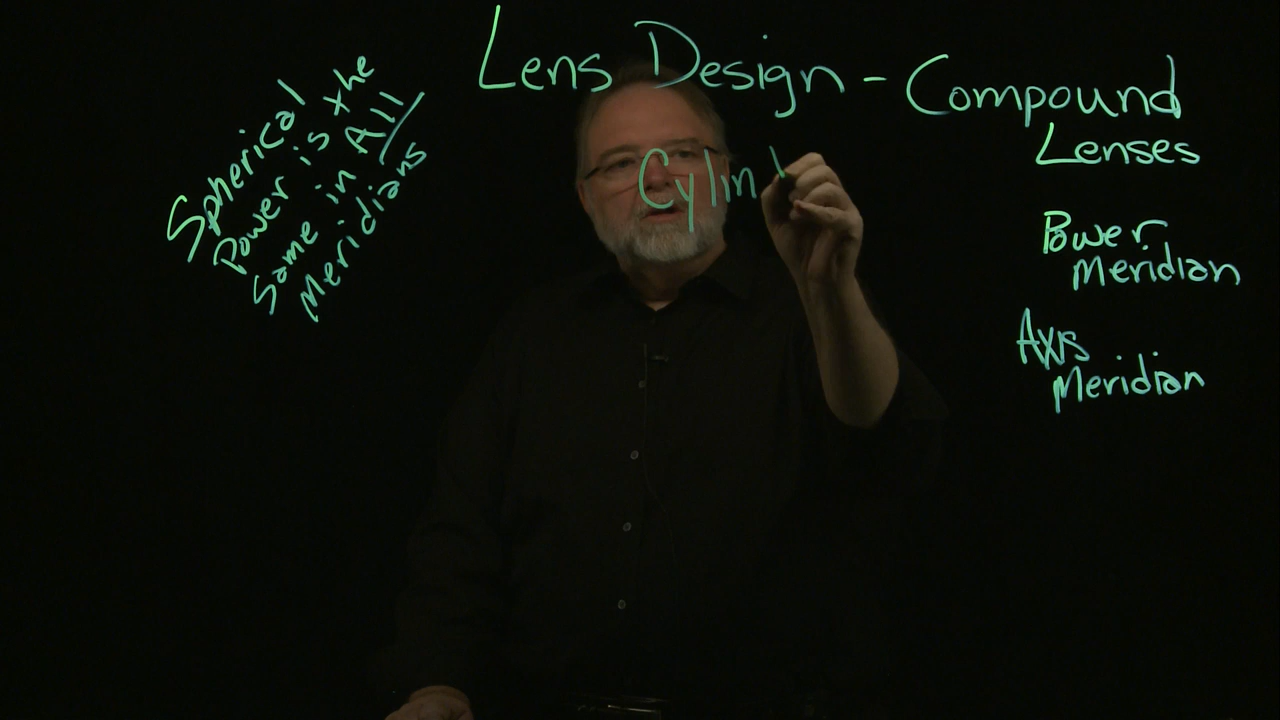 Lens Design - Compound
Lenses
Spherical
Power is the
Same in All
Meridians
Cylin
Power
Meridian
Axis
Meridian